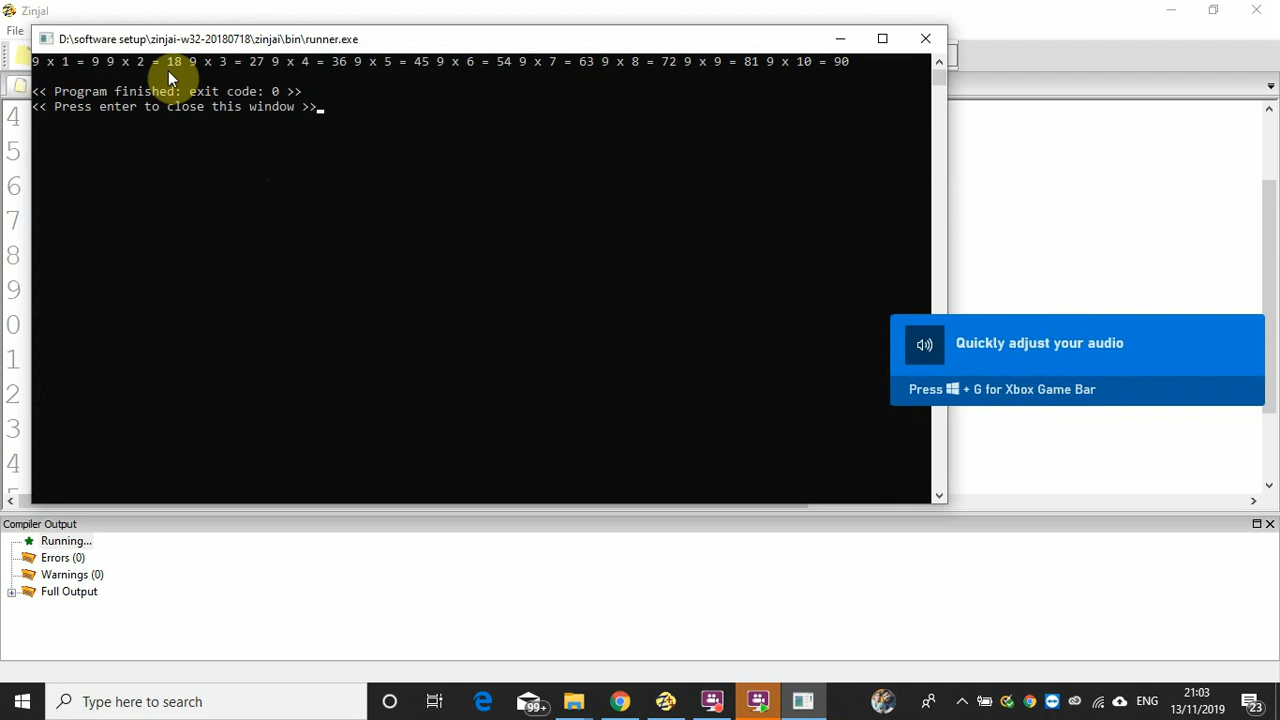 Zinjal
File
D:\software setup\zinjai-w32-20180718\zinjai\bin\runner.exe
9 x 1 = 9 9 x 2 = 18 9 x 3 = 27 9 x 4 = 36 9 x 5 = 45 9 x 6 = 54 9 x 7 = 63 9 x 8 = 72 9 x 9 = 81 9 x 10 = 90
<< Program finished: exit code: 0 >>
<< Press enter to close this window >>
4
5
6
7
8
9
0
1
2
3
4
Quickly adjust your audio
Press + G for Xbox Game Bar
Compiler Output
Running...
Errors (0)
Warnings (0)
Full Output
Type here to search
99+
ENG
21:03
13/11/2019
23